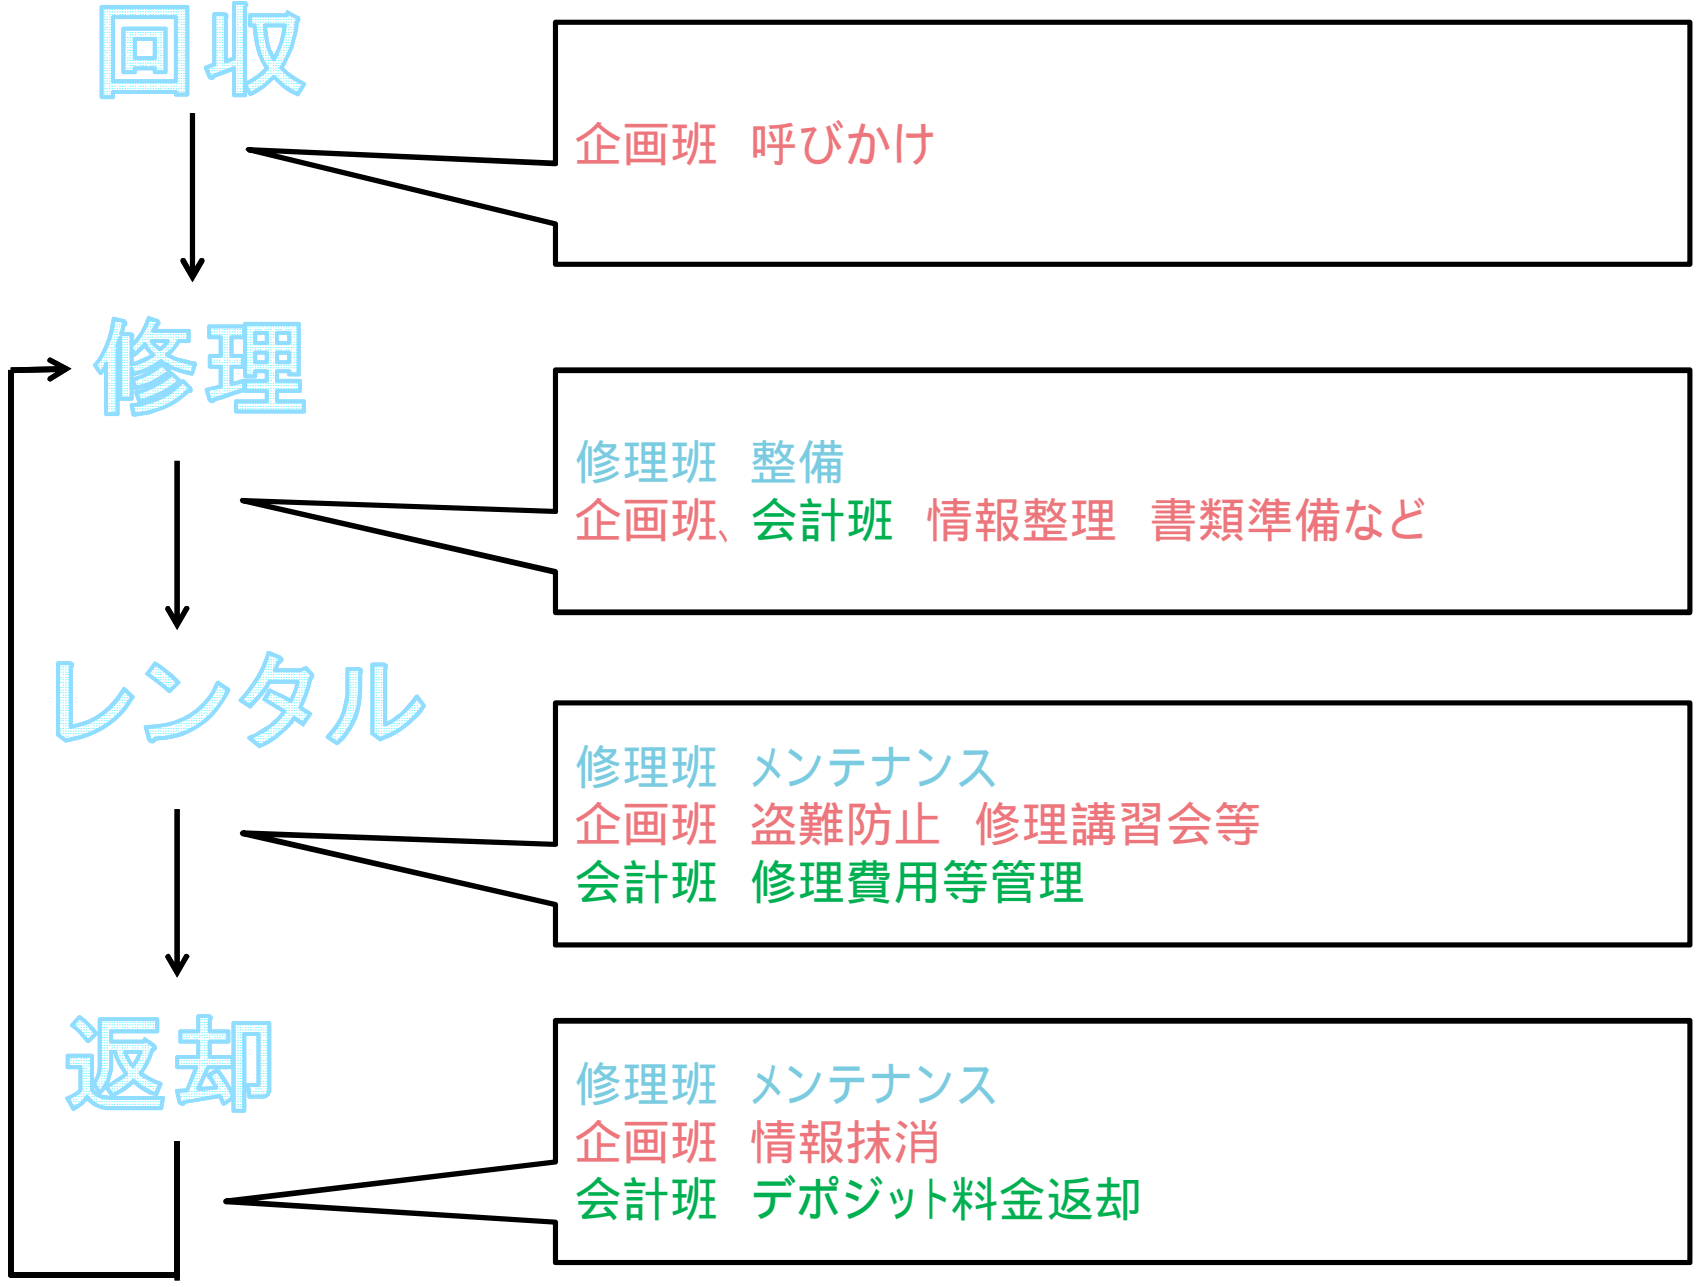 回収
企画班　呼びかけ
修理
修理班　整備
企画班、会計班　情報整理　書類準備など
レンタル
修理班　メンテナンス
企画班　盗難防止　修理講習会等
会計班　修理費用等管理
返却
修理班　メンテナンス
企画班　情報抹消
会計班　デポジット料金返却